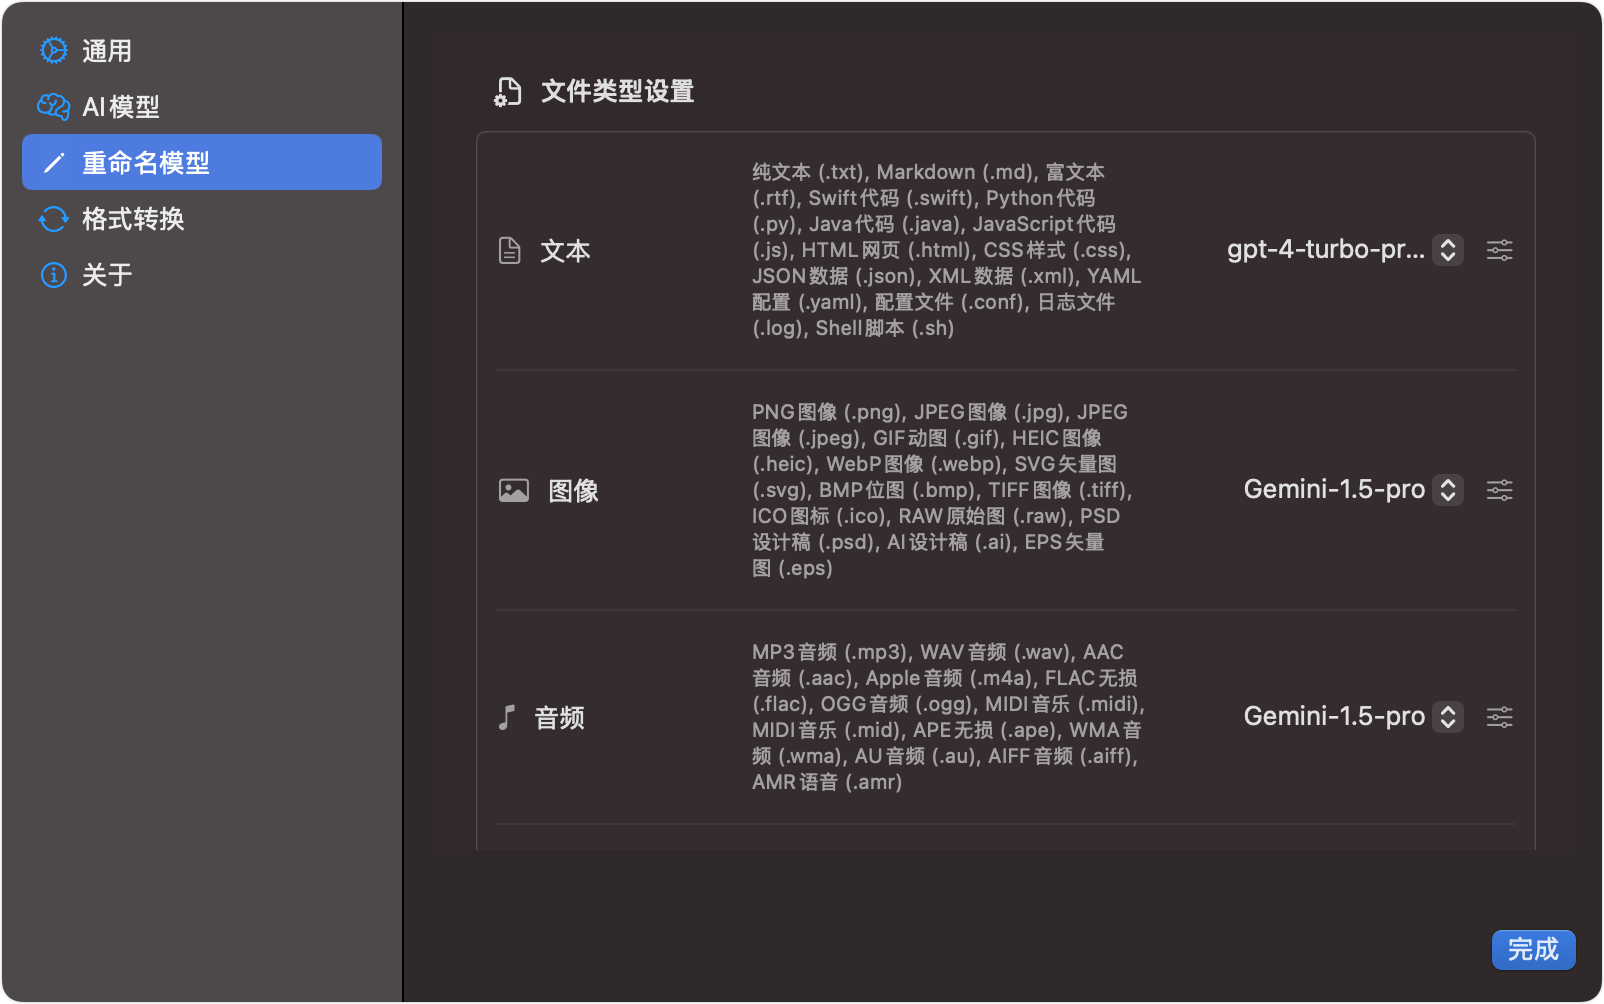 通用
AI模型
重命名模型
格式转换
关于
文件类型设置
文本
纯文本 (.txt), Markdown (.md), 富文本
(.rtf), Swift代码 (.swift), Python代码
(.py), Java代码 (.java), JavaScript代码
(.js), HTML网页 (.html), CSS样式 (.css),
JSON数据 (.json), XML数据 (.xml), YAML
配置 (.yaml), 配置文件 (.conf), 日志文件
(.log), Shell脚本 (.sh)
gpt-4-turbo-pr...
图像
PNG图像 (.png), JPEG图像 (.jpg), JPEG
图像 (.jpeg), GIF动图 (.gif), HEIC图像
(.heic), WebP图像 (.webp), SVG矢量图
(.svg), BMP位图 (.bmp), TIFF图像 (.tiff),
ICO图标 (.ico), RAW原始图 (.raw), PSD
设计稿 (.psd), AI设计稿 (.ai), EPS矢量
图 (.eps)
Gemini-1.5-pro
音频
MP3音频 (.mp3), WAV音频 (.wav), AAC
音频 (.aac), Apple音频 (.m4a), FLAC无损
(.flac), OGG音频 (.ogg), MIDI音乐 (.midi),
MIDI音乐 (.mid), APE无损 (.ape), WMA音
频 (.wma), AU音频 (.au), AIFF音频 (.aiff),
AMR语音 (.amr)
Gemini-1.5-pro
完成